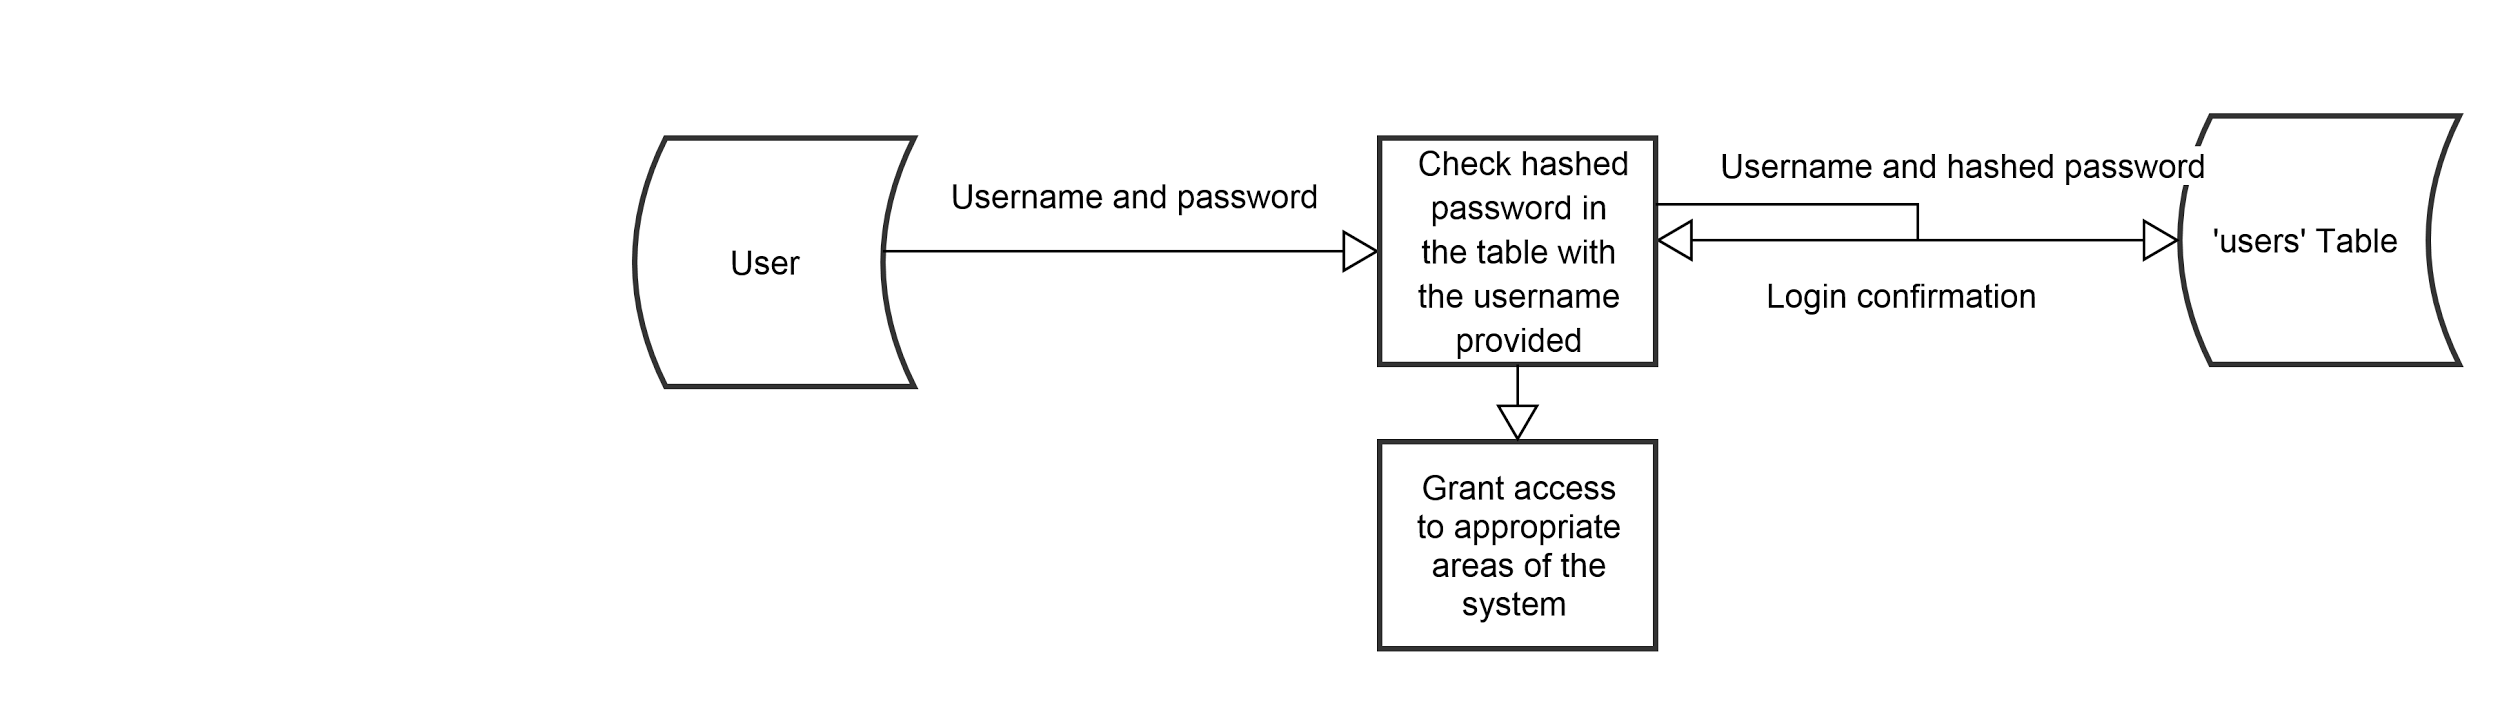 User
Username and password
Check hashed
password in
the table with
the username
provided
Username and hashed password
Login confirmation
'users' Table
Grant access
to appropriate
areas of the
system